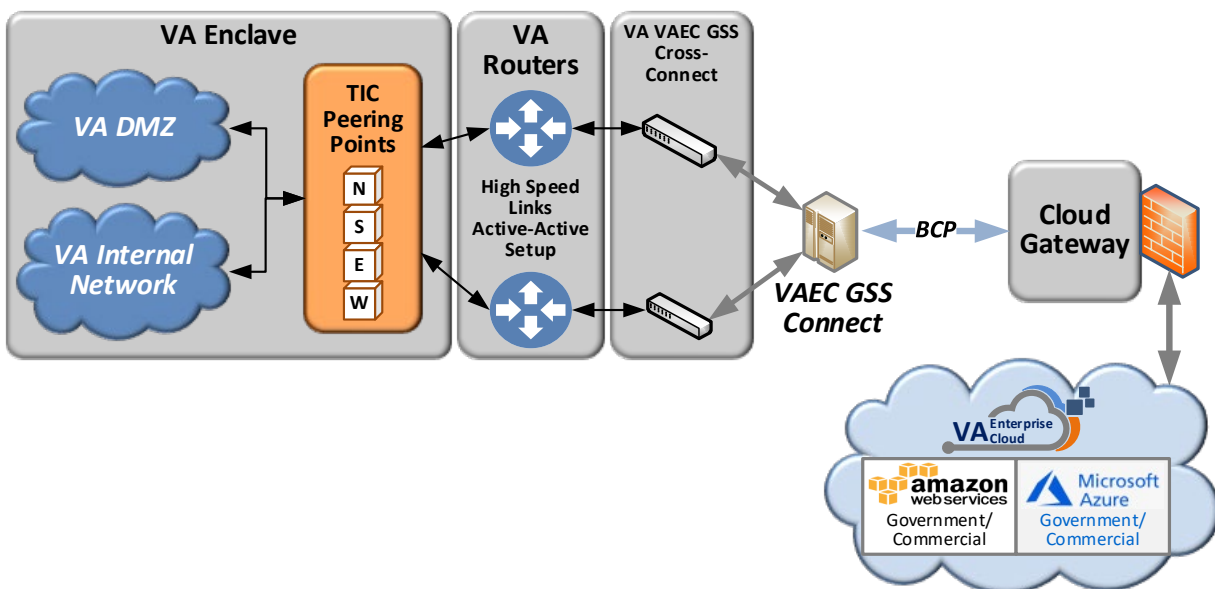 VA Enclave
VA DMZ
VA Internal
Network
TIC
Peering
Points
N
S
E
W
VA
Routers
High Speed
Links
Active-Active
Setup
VA VAEC GSS
Cross-
Connect
VAEC GSS
Connect
BCP
Cloud
Gateway
VA Enterprise
Cloud
amazon
web services
Government/
Commercial
Microsoft
Azure
Government/
Commercial